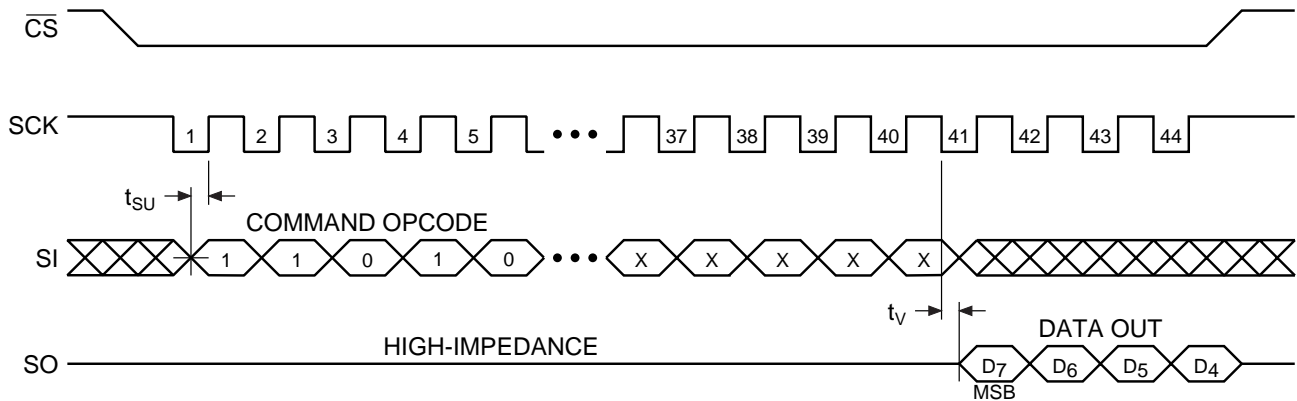 CS
SCK 1 2 3 4 5 ••• 37 38 39 40 41 42 43 44
tSU
COMMAND OPCODE
SI 1 1 0 1 0 ••• X X X X X
tV
DATA OUT
HIGH-IMPEDANCE
SO D7 D6 D5 D4
MSB